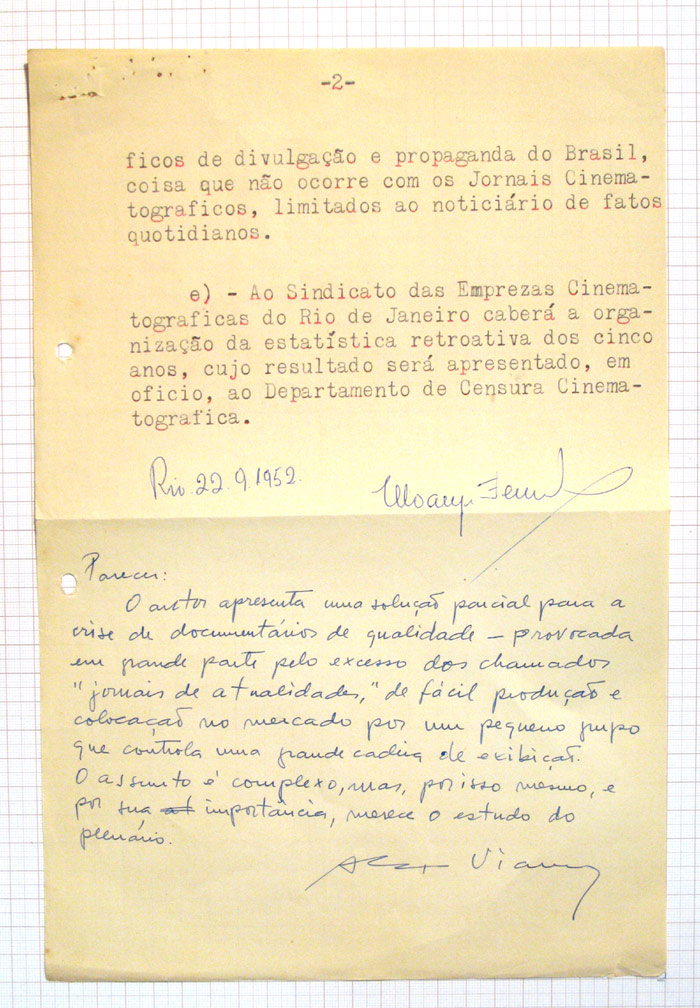 -2-
ficos de divulgação e propaganda do Brasil,
coisa que não ocorre com os Jornais Cinema-
tograficos, limitados ao noticiário de fatos
quotidianos.
e) - Ao Sindicato das Emprezas Cinema-
tograficas do Rio de Janeiro caberá a orga-
nização da estatística retroativa dos cinco
anos, cujo resultado será apresentado, em
oficio, ao Departamento de Censura Cinema-
tografica.
Rio. 22.9.1952.
Parecer:
O autor apresenta uma solução parcial para a
crise de documentários de qualidade — provocada
em grande parte pelo excesso dos chamados
"jornais de atualidades," de fácil produção e
colocação no mercado por um pequeno grupo
que controla uma grande cadeia de exibição.
O assunto é complexo, mas, por isso mesmo, e
por sua importância, merece o estudo do
plenário.
Alex Viany